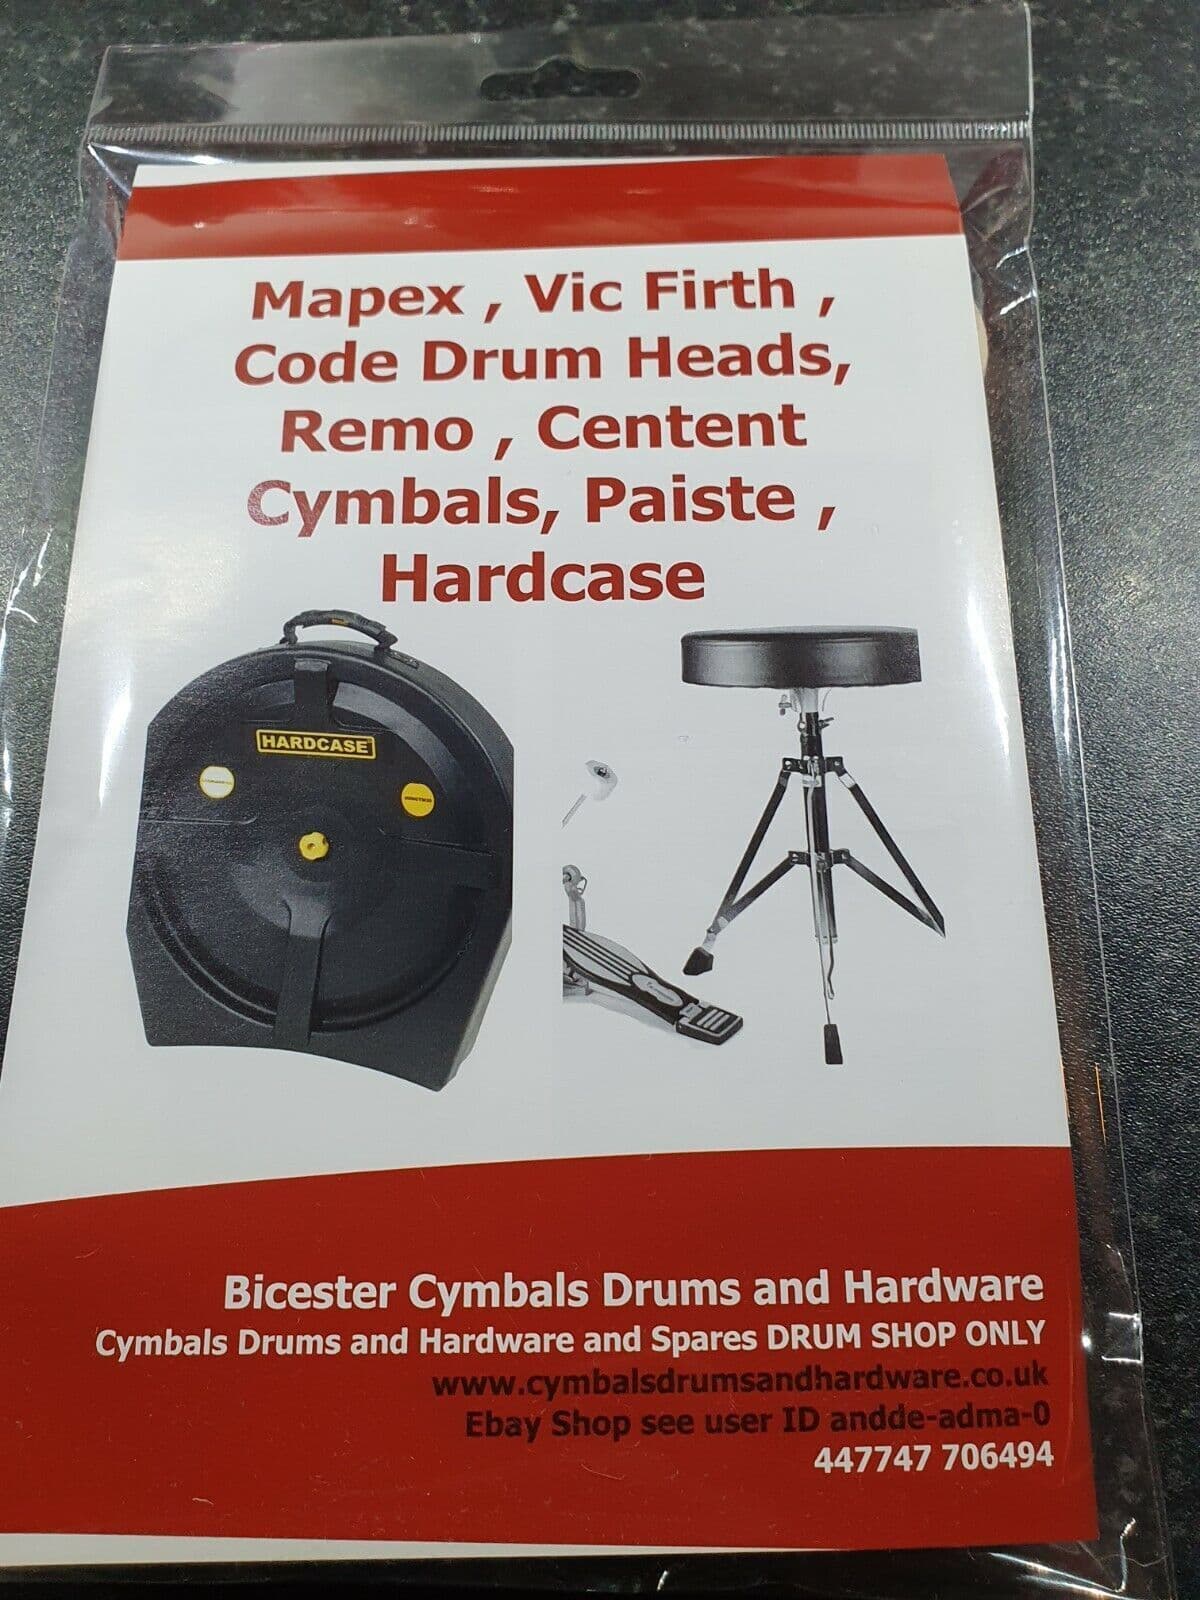 Mapex , Vic Firth ,
Code Drum Heads,
Remo , Centent
Cymbals, Paiste ,
Hardcase
HARDCASE
Bicester Cymbals Drums and Hardware
Cymbals Drums and Hardware and Spares DRUM SHOP ONLY
www.cymbalsdrumsandhardware.co.uk
Ebay Shop see user ID andde-adma-0
447747 706494